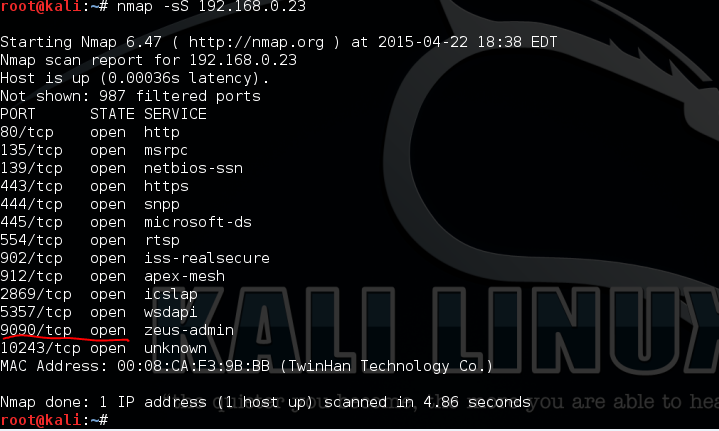 root@kali:~# nmap -sS 192.168.0.23
Starting Nmap 6.47 ( http://nmap.org ) at 2015-04-22 18:38 EDT
Nmap scan report for 192.168.0.23
Host is up (0.00036s latency).
Not shown: 987 filtered ports
PORT      STATE SERVICE
80/tcp    open  http
135/tcp   open  msrpc
139/tcp   open  netbios-ssn
443/tcp   open  https
444/tcp   open  snpp
445/tcp   open  microsoft-ds
554/tcp   open  rtsp
902/tcp   open  iss-realsecure
912/tcp   open  apex-mesh
2869/tcp  open  icslap
5357/tcp  open  wsdapi
9090/tcp  open  zeus-admin
10243/tcp open  unknown
MAC Address: 00:08:CA:F3:9B:BB (TwinHan Technology Co.)
Nmap done: 1 IP address (1 host up) scanned in 4.86 seconds
root@kali:~#
KALI LINUX
"the quieter you become, the more you are able to hea